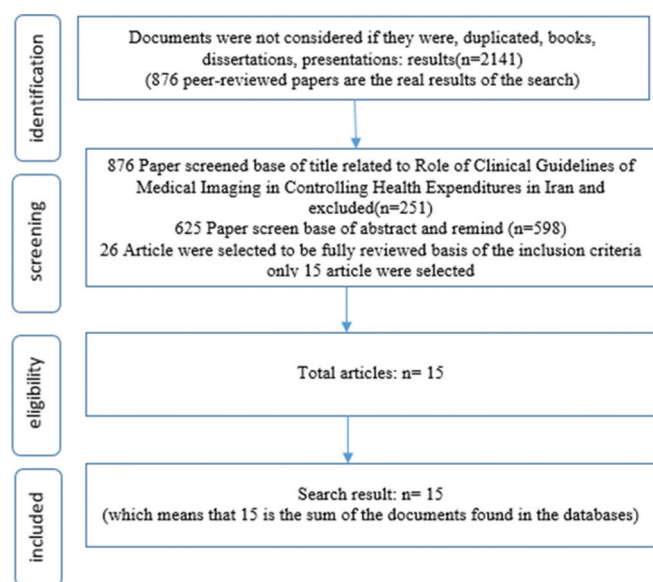 identification
Documents were not considered if they were, duplicated, books,
dissertations, presentations: results(n=2141)
(876 peer-reviewed papers are the real results of the search)
screening
876 Paper screened base of title related to Role of Clinical Guidelines of
Medical Imaging in Controlling Health Expenditures in Iran and
excluded(n=251)
625 Paper screen base of abstract and remind (n=598)
26 Article were selected to be fully reviewed basis of the inclusion criteria
only 15 article were selected
eligibility
Total articles: n= 15
included
Search result: n= 15
(which means that 15 is the sum of the documents found in the databases)